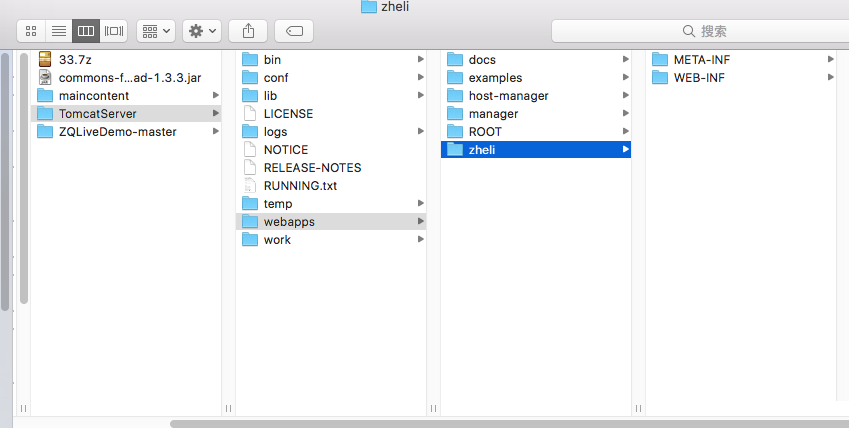 zheli
搜索
33.7z
commons-f...ad-1.3.3.jar
maincontent
TomcatServer
ZQLiveDemo-master
bin
conf
lib
LICENSE
logs
NOTICE
RELEASE-NOTES
RUNNING.txt
temp
webapps
work
docs
examples
host-manager
manager
ROOT
zheli
META-INF
WEB-INF